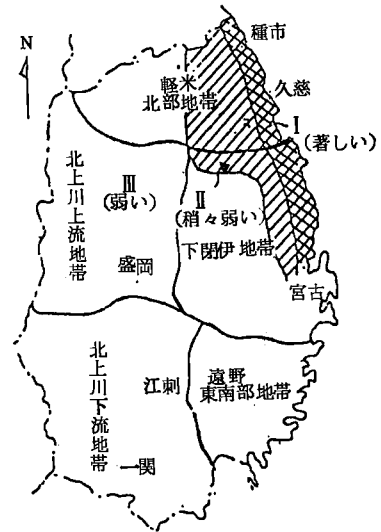 N
種市
久慈
軽米
北部地帯
I
(著しい)
北上川上流地帯
III
(弱い)
II
(稍々弱い)
下閉伊地帯
盛岡
宮古
北上川下流地帯
江刺
遠野
東南部地帯
一関